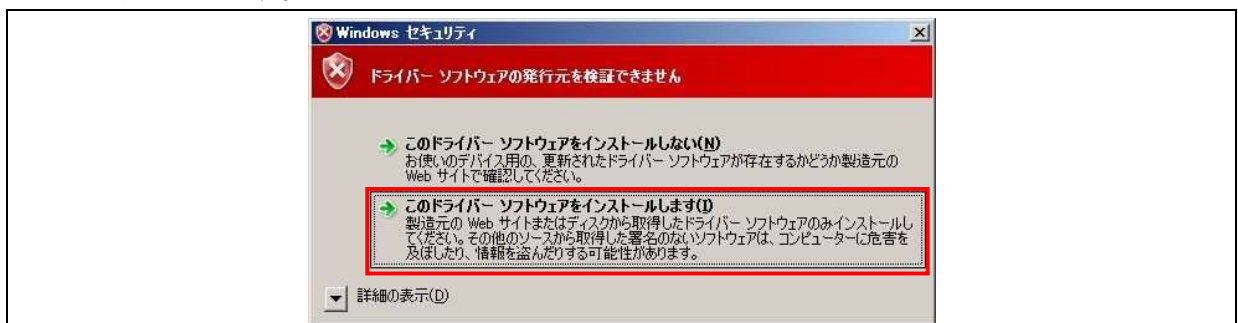 Windows セキュリティ
ドライバー ソフトウェアの発行元を検証できません
このドライバー ソフトウェアをインストールしない(N)
お使いのデバイス用の、更新されたドライバー ソフトウェアが存在するかどうか製造元の
Web サイトで確認してください。
このドライバー ソフトウェアをインストールします(I)
製造元の Web サイトまたはディスクから取得したドライバー ソフトウェアのみインストールし
てください。その他のソースから取得した署名のないソフトウェアは、コンピューターに危害を
及ぼしたり、情報を盗んだりする可能性があります。
詳細の表示(D)